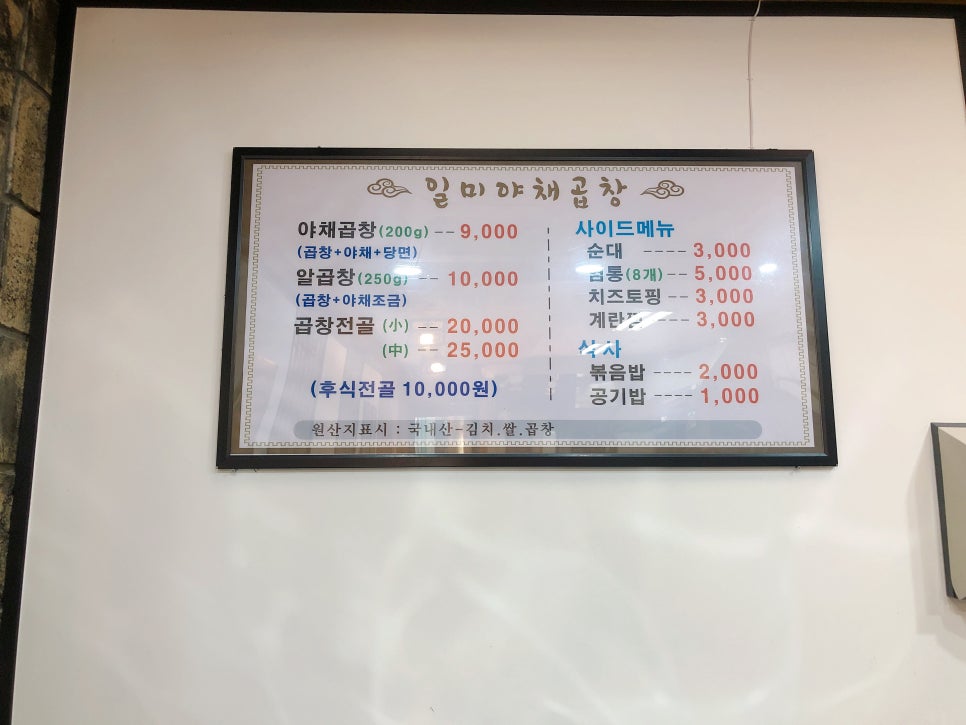 일미야채곱창
야채곱창(200g) -- 9,000
(곱창+야채+당면)
알곱창(250g) -- 10,000
(곱창+야채조금)
곱창전골 (小) -- 20,000
(中) -- 25,000
(후식전골 10,000원)
사이드메뉴
순대 ---- 3,000
(8개) -- 5,000
치즈토핑 -- 3,000
---- 3,000
식사
볶음밥 ---- 2,000
공기밥 ---- 1,000
원산지표시 : 국내산-김치.쌀.곱창